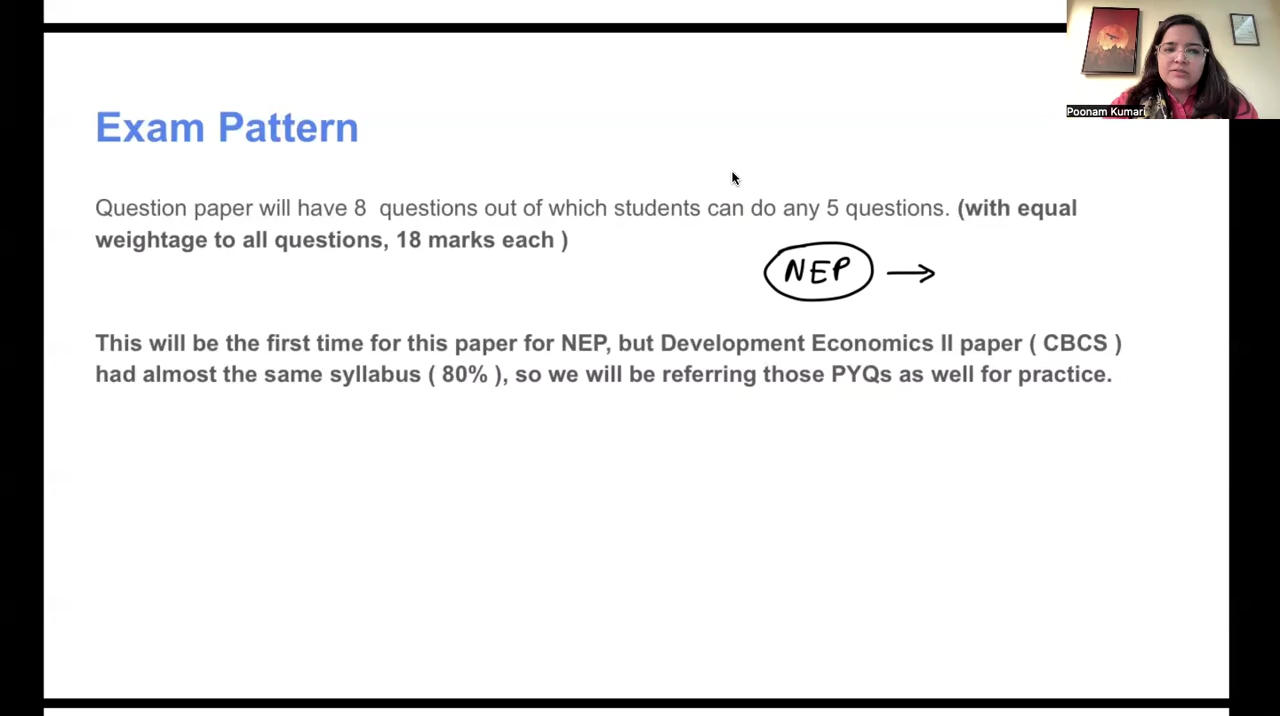 Poonam Kumari
Exam Pattern
Question paper will have 8 questions out of which students can do any 5 questions. (with equal
weightage to all questions, 18 marks each )
NEP →
This will be the first time for this paper for NEP, but Development Economics II paper ( CBCS )
had almost the same syllabus ( 80% ), so we will be referring those PYQs as well for practice.